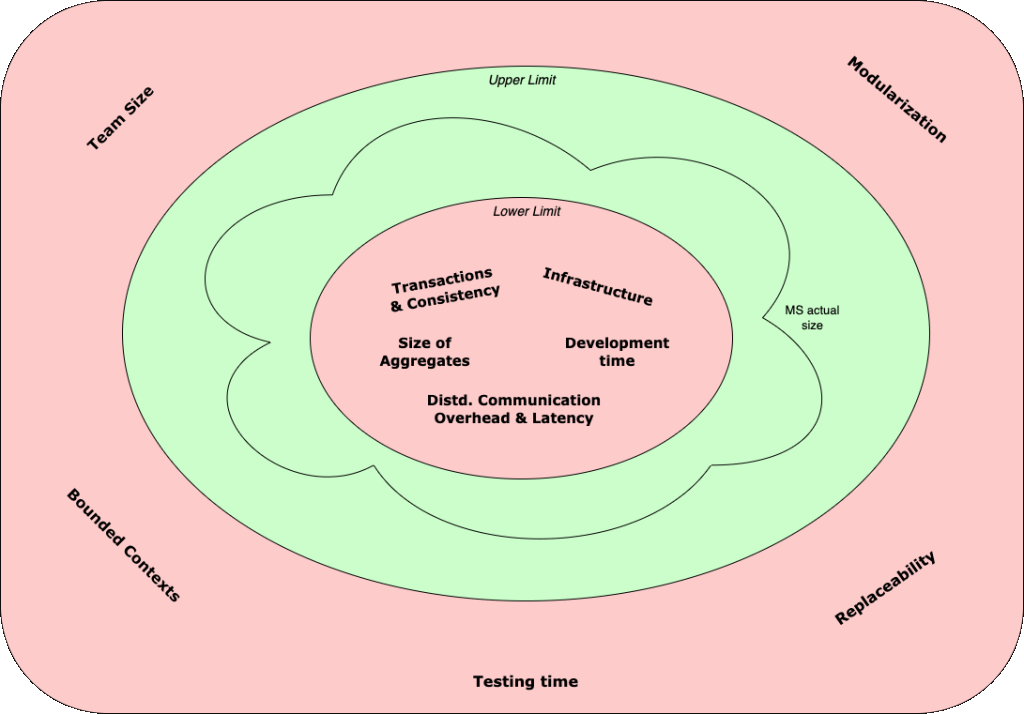 Team Size
Modularization
Upper Limit
Lower Limit
Transactions
& Consistency
Infrastructure
MS actual
size
Size of
Aggregates
Development
time
Distd. Communication
Overhead & Latency
Bounded Contexts
Replaceability
Testing time